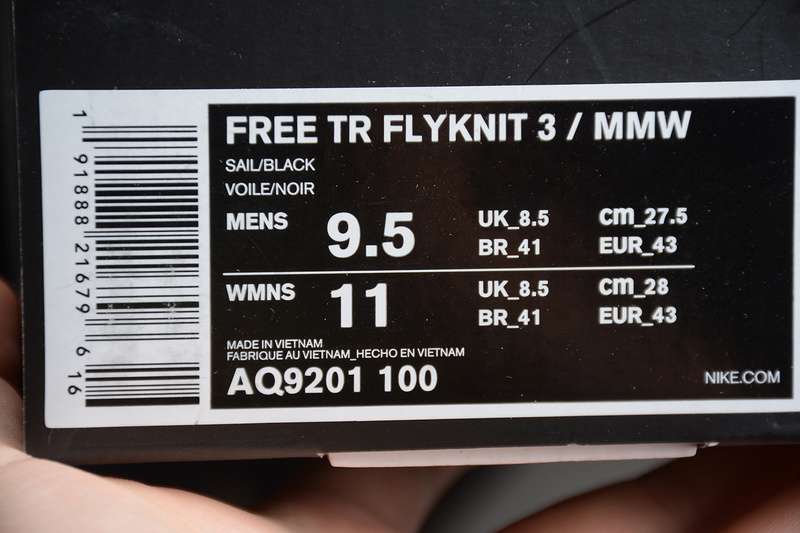 1 91888 21679 6 16
FREE TR FLYKNIT 3 / MMW
SAIL/BLACK
VOILE/NOIR
MENS 9.5 UK_8.5 cm_27.5
BR_41 EUR_43
WMNS 11 UK_8.5 cm_28
BR_41 EUR_43
MADE IN VIETNAM
FABRIQUE AU VIETNAM_HECHO EN VIETNAM
AQ9201 100 NIKE.COM